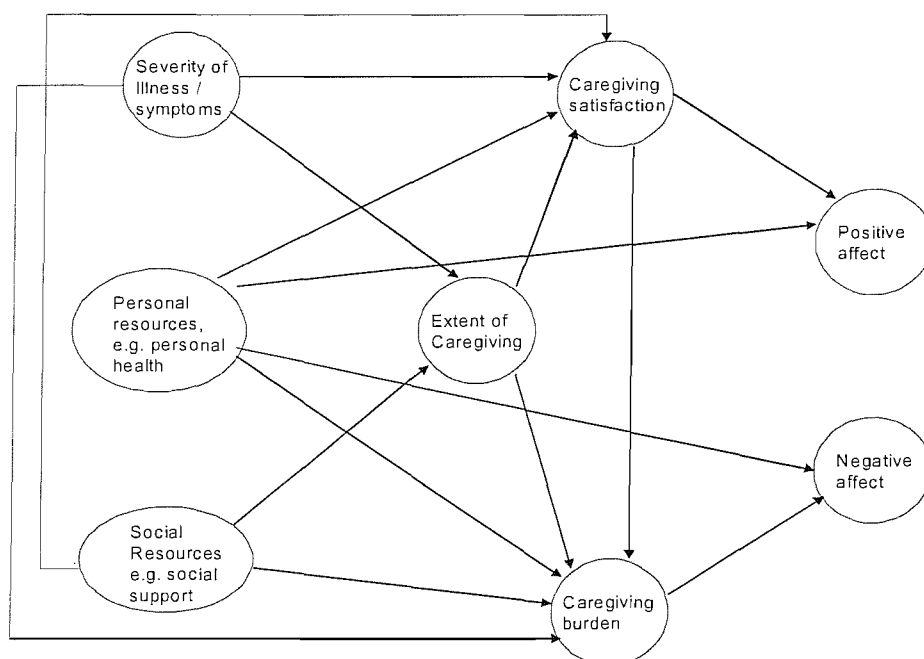 Severity of
Illness /
symptoms
Caregiving
satisfaction
Positive
affect
Personal
resources,
e.g. personal
health
Extent of
Caregiving
Negative
affect
Social
Resources
e.g. social
support
Caregiving
burden